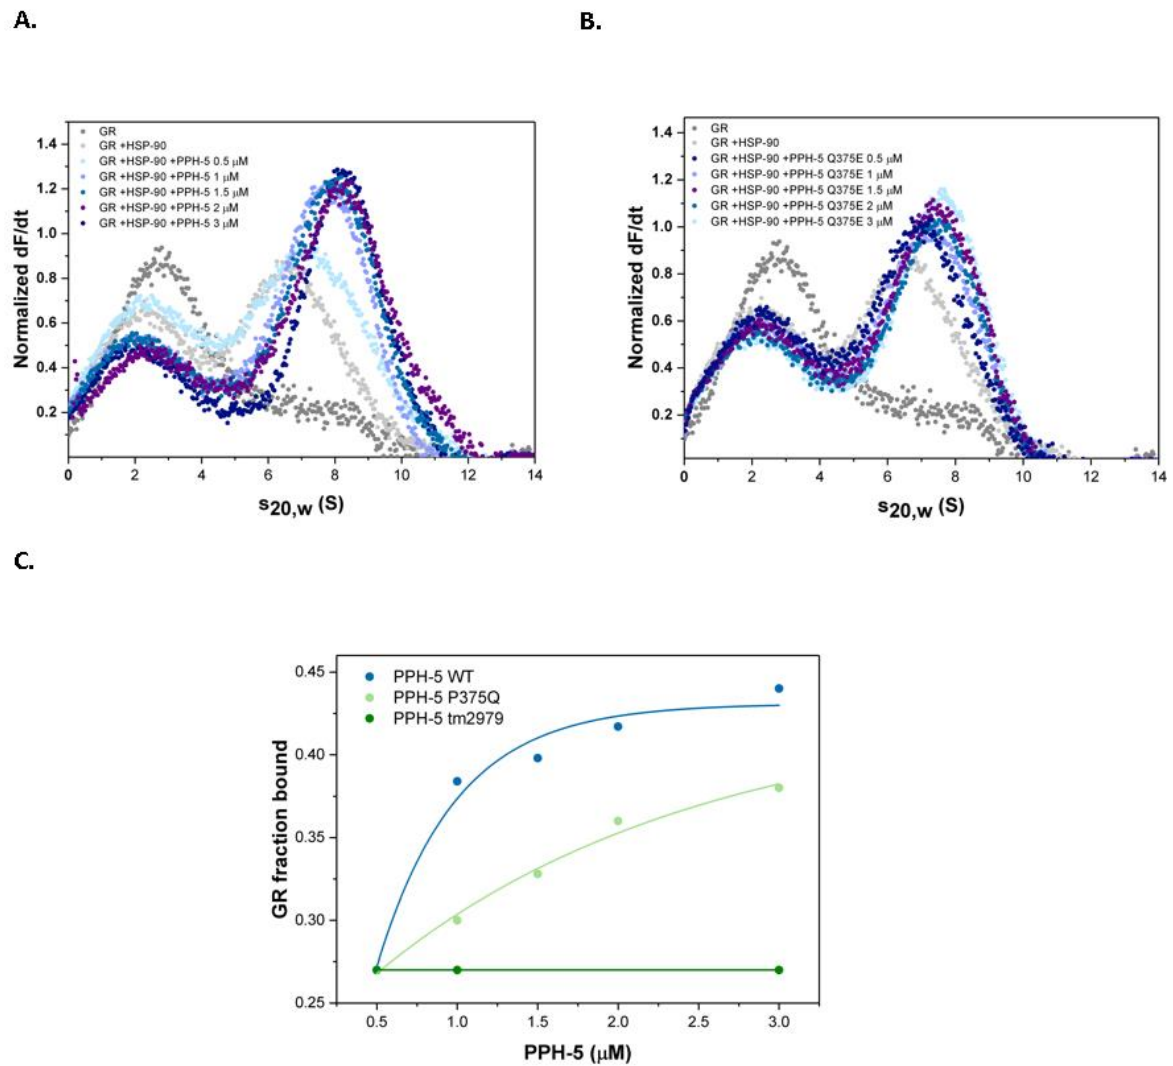 A.
Normalized dF/dt
1.4
1.2
1.0
0.8
0.6
0.4
0.2
GR
GR +HSP-90
GR +HSP-90 +PPH-5 0.5 μM
GR +HSP-90 +PPH-5 1 μM
GR +HSP-90 +PPH-5 1.5 μM
GR +HSP-90 +PPH-5 2 μM
GR +HSP-90 +PPH-5 3 μM
0 2 4 6 8 10 12 14
s20,w (S)
B.
Normalized dF/dt
1.4
1.2
1.0
0.8
0.6
0.4
0.2
GR
GR +HSP-90
GR +HSP-90 +PPH-5 Q375E 0.5 μM
GR +HSP-90 +PPH-5 Q375E 1 μM
GR +HSP-90 +PPH-5 Q375E 1.5 μM
GR +HSP-90 +PPH-5 Q375E 2 μM
GR +HSP-90 +PPH-5 Q375E 3 μM
0 2 4 6 8 10 12 14
s20,w (S)
C.
GR fraction bound
0.45
0.40
0.35
0.30
0.25
PPH-5 WT
PPH-5 P375Q
PPH-5 tm2979
0.5 1.0 1.5 2.0 2.5 3.0
PPH-5 (μM)